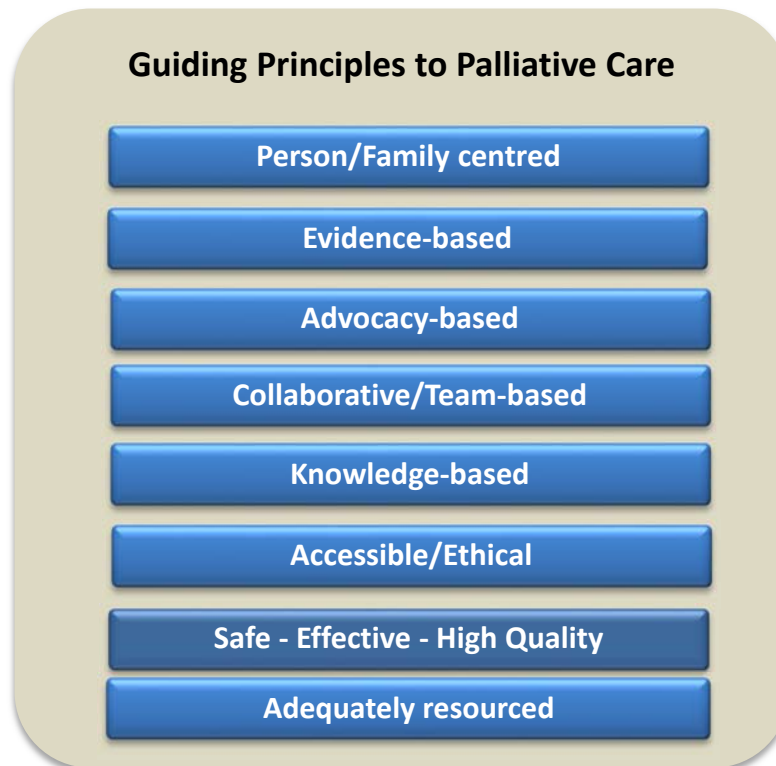 Guiding Principles to Palliative Care
Person/Family centred
Evidence-based
Advocacy-based
Collaborative/Team-based
Knowledge-based
Accessible/Ethical
Safe - Effective - High Quality
Adequately resourced